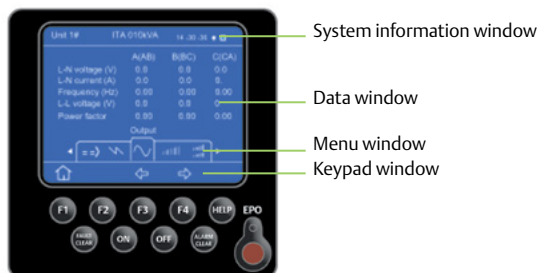 Unit 1# ITA 010kVA 14 :30 :30
A(AB) B(BC) C(CA)
L-N voltage (V) 0.0 0.0 0.0
L-N current (A) 0.0 0.0 0.
Frequency (Hz) 0.00 0.00 0.00
L-L voltage (V) 0.0 0.0 0
Power factor 0.00 0.00 0.00
Output
F1 F2 F3 F4 HELP EPO
FAULT CLEAR ON OFF ALARM CLEAR
System information window
Data window
Menu window
Keypad window